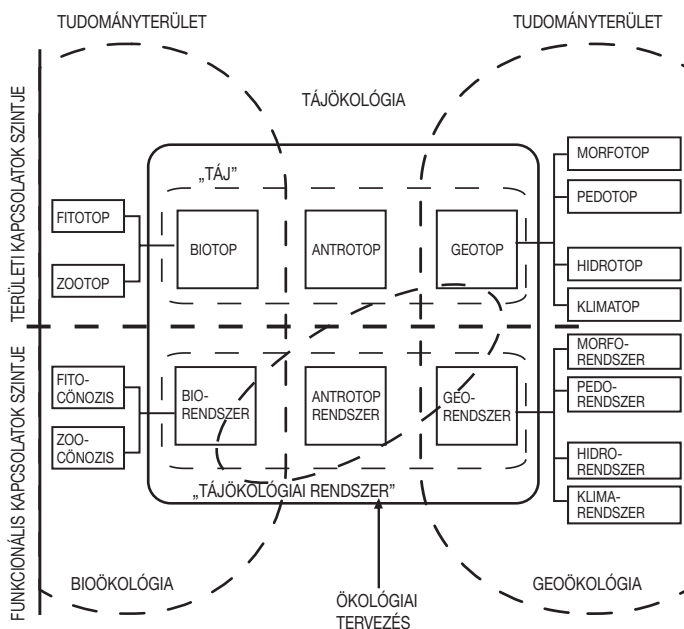 TUDOMÁNYTERÜLET
TUDOMÁNYTERÜLET
TÁJÖKOLÓGIA
TERÜLETI KAPCSOLATOK SZINTJE
„TÁJ”
FITOTOP
ZOOTOP
BIOTOP
ANTROTOP
GEOTOP
MORFOTOP
PEDOTOP
HIDROTOP
KLIMATOP
FUNKCIONÁLIS KAPCSOLATOK SZINTJE
FITO-
CÖNOZIS
ZOO-
CÖNOZIS
BIO-
RENDSZER
ANTROTOP
RENDSZER
GEO-
RENDSZER
MORFO-
RENDSZER
PEDO-
RENDSZER
HIDRO-
RENDSZER
KLIMA-
RENDSZER
„TÁJÖKOLÓGIAI RENDSZER”
BIOÖKOLÓGIA
GEOÖKOLÓGIA
ÖKOLÓGIAI
TERVEZÉS